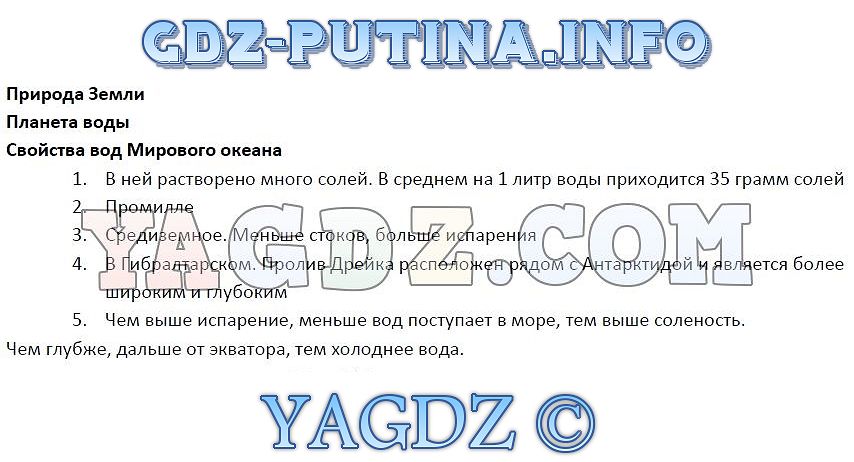 GDZ-PUTINA.INFO
Природа Земли
Планета воды
Свойства вод Мирового океана
1. В ней растворено много солей. В среднем на 1 литр воды приходится 35 грамм солей
2. Промилле
3. Средиземное. Меньше стоков, больше испарения
4. В Гибралтарском. Пролив Дрейка расположен рядом с Антарктидой и является более
широким и глубоким
YAGDZ.COM
5. Чем выше испарение, меньше вод поступает в море, тем выше соленость.
Чем глубже, дальше от экватора, тем холоднее вода.
YAGDZ ©